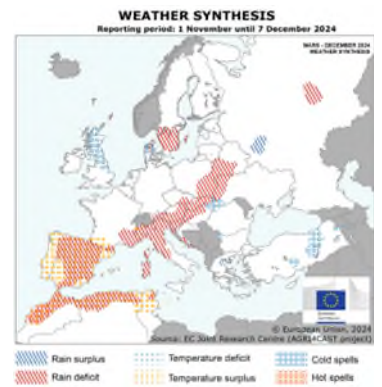 WEATHER SYNTHESIS
Reporting period: 1 November until 7 December 2024
MARS - DECEMBER 2024
WEATHER SYNTHESIS
© European Union, 2024
Source: EC Joint Research Centre (AGRI4CAST project)
Rain surplus Temperature deficit Cold spells
Rain deficit Temperature surplus Hot spells